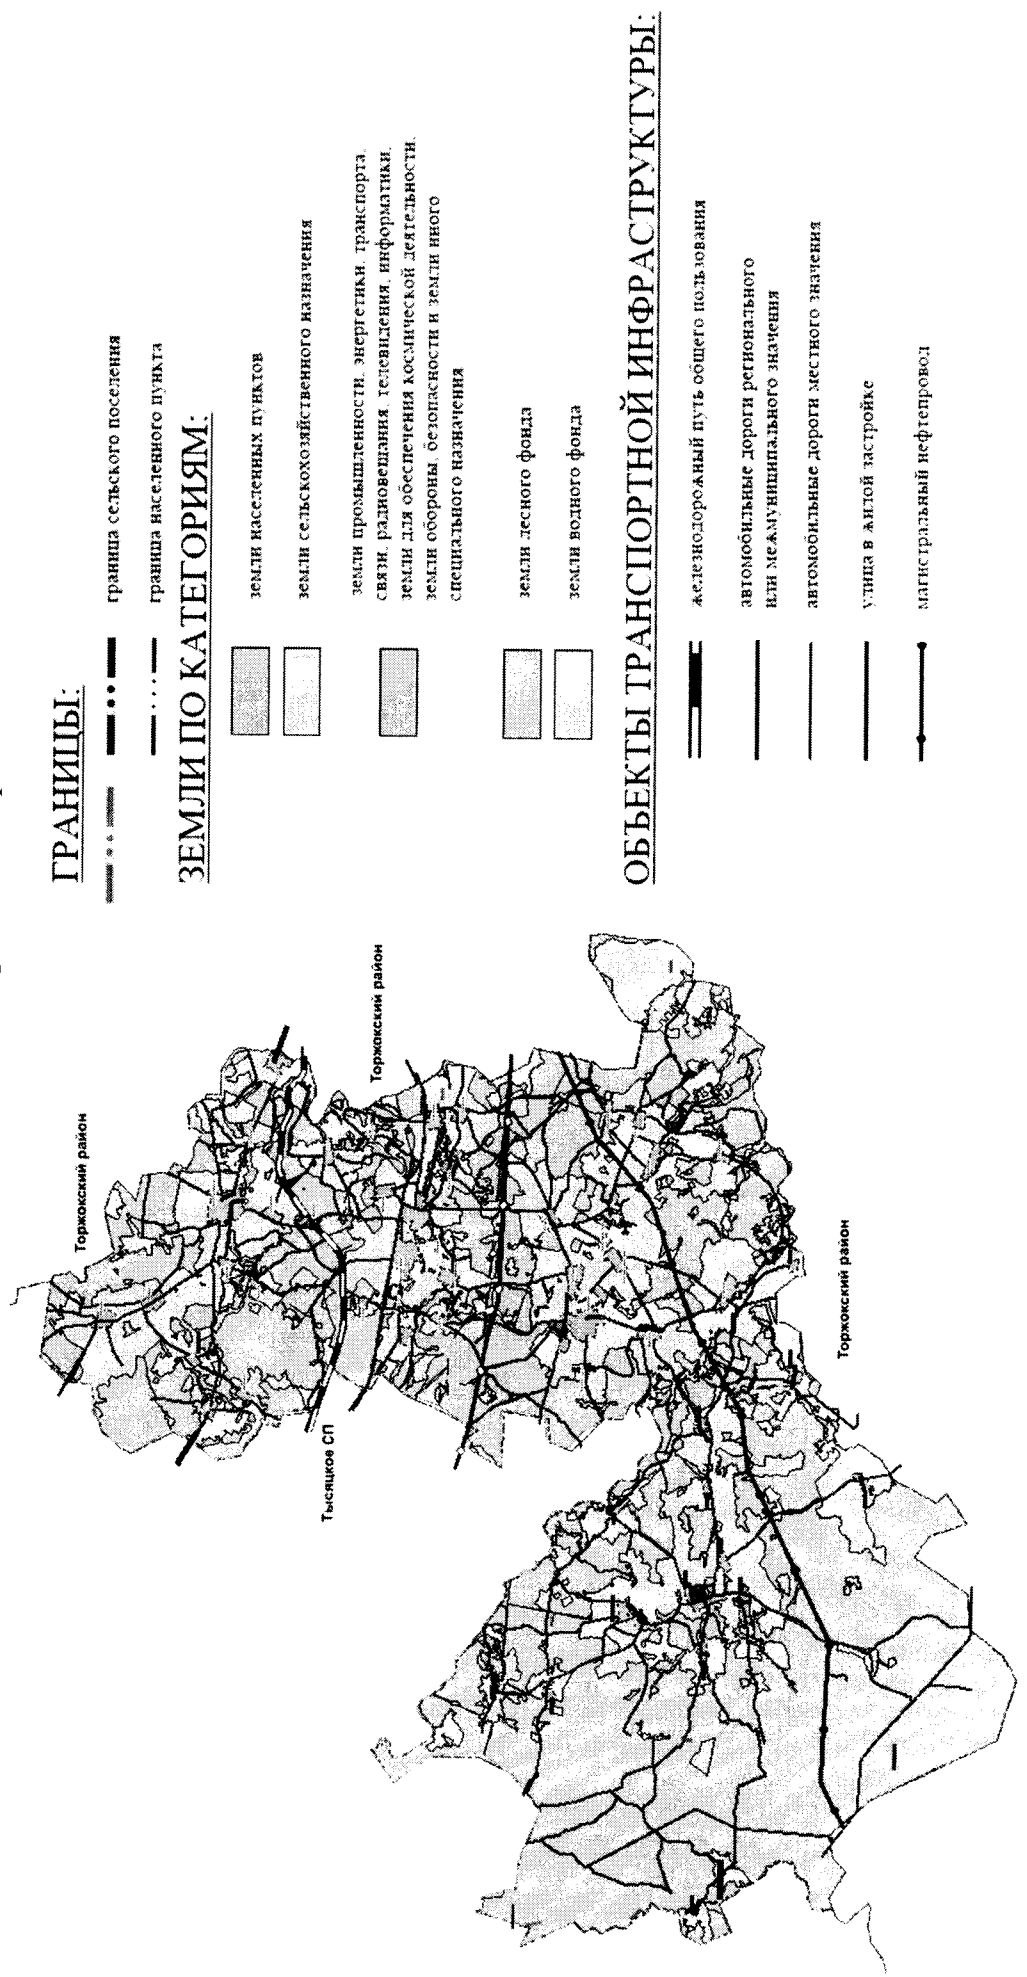 ГРАНИЦЫ:
граница сельского поселения
граница населенного пункта
ЗЕМЛИ ПО КАТЕГОРИЯМ:
земли населенных пунктов
земли сельскохозяйственного назначения
земли промышленности, энергетики, транспорта,
связи, радиовещания, телевидения, информатики,
земли для обеспечения космической деятельности,
земли обороны, безопасности и земли иного
специального назначения
земли лесного фонда
земли водного фонда
ОБЪЕКТЫ ТРАНСПОРТНОЙ ИНФРАСТРУКТУРЫ:
железнодорожный путь общего пользования
автомобильные дороги регионального
или межмуниципального значения
автомобильные дороги местного значения
улица в жилой застройке
магистральный нефтепровод
Торжокский район
Торжокский район
Тысяцкое СП
Торжокский район